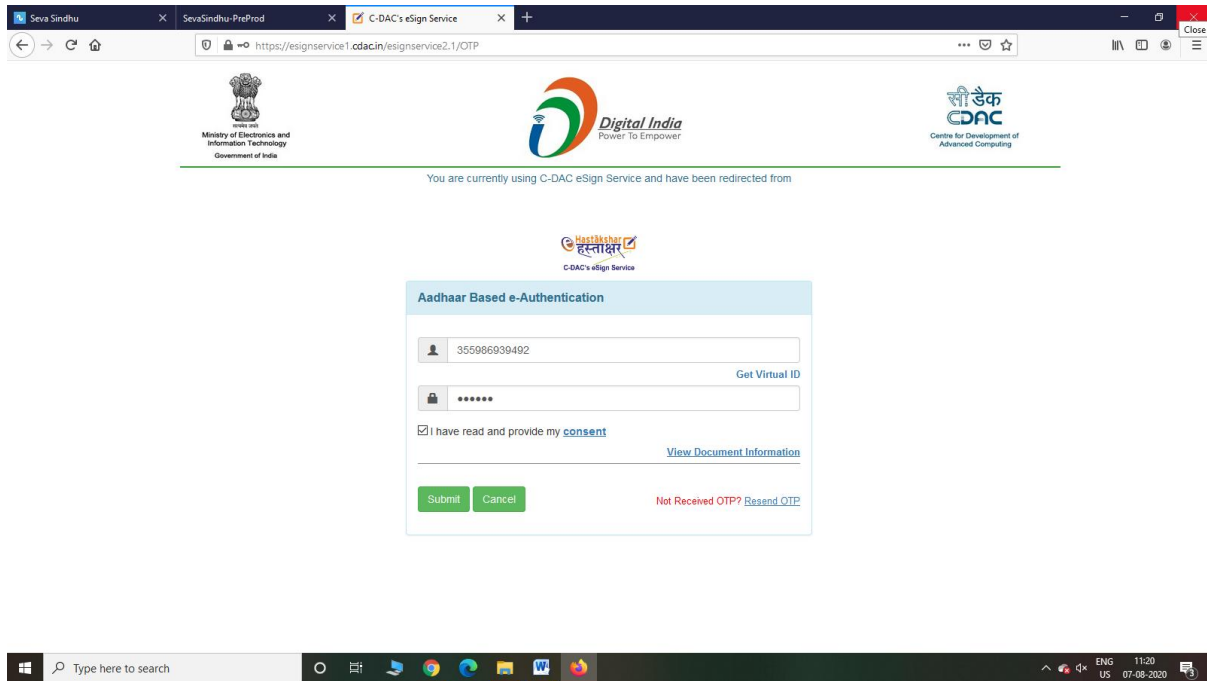 Seva Sindhu
SevaSindhu-PreProd
C-DAC's eSign Service
Close
https://esignservice1.cdac.in/esignservice2.1/OTP
सत्यमेव जयते
Ministry of Electronics and
Information Technology
Government of India
Digital India
Power To Empower
सी डैक
CDAC
Centre for Development of
Advanced Computing
You are currently using C-DAC eSign Service and have been redirected from
e Hastākshar
हस्ताक्षर
C-DAC's eSign Service
Aadhaar Based e-Authentication
355986939492
Get Virtual ID
••••••
I have read and provide my consent
View Document Information
Submit Cancel Not Received OTP? Resend OTP
Type here to search
ENG 11:20
US 07-08-2020
3